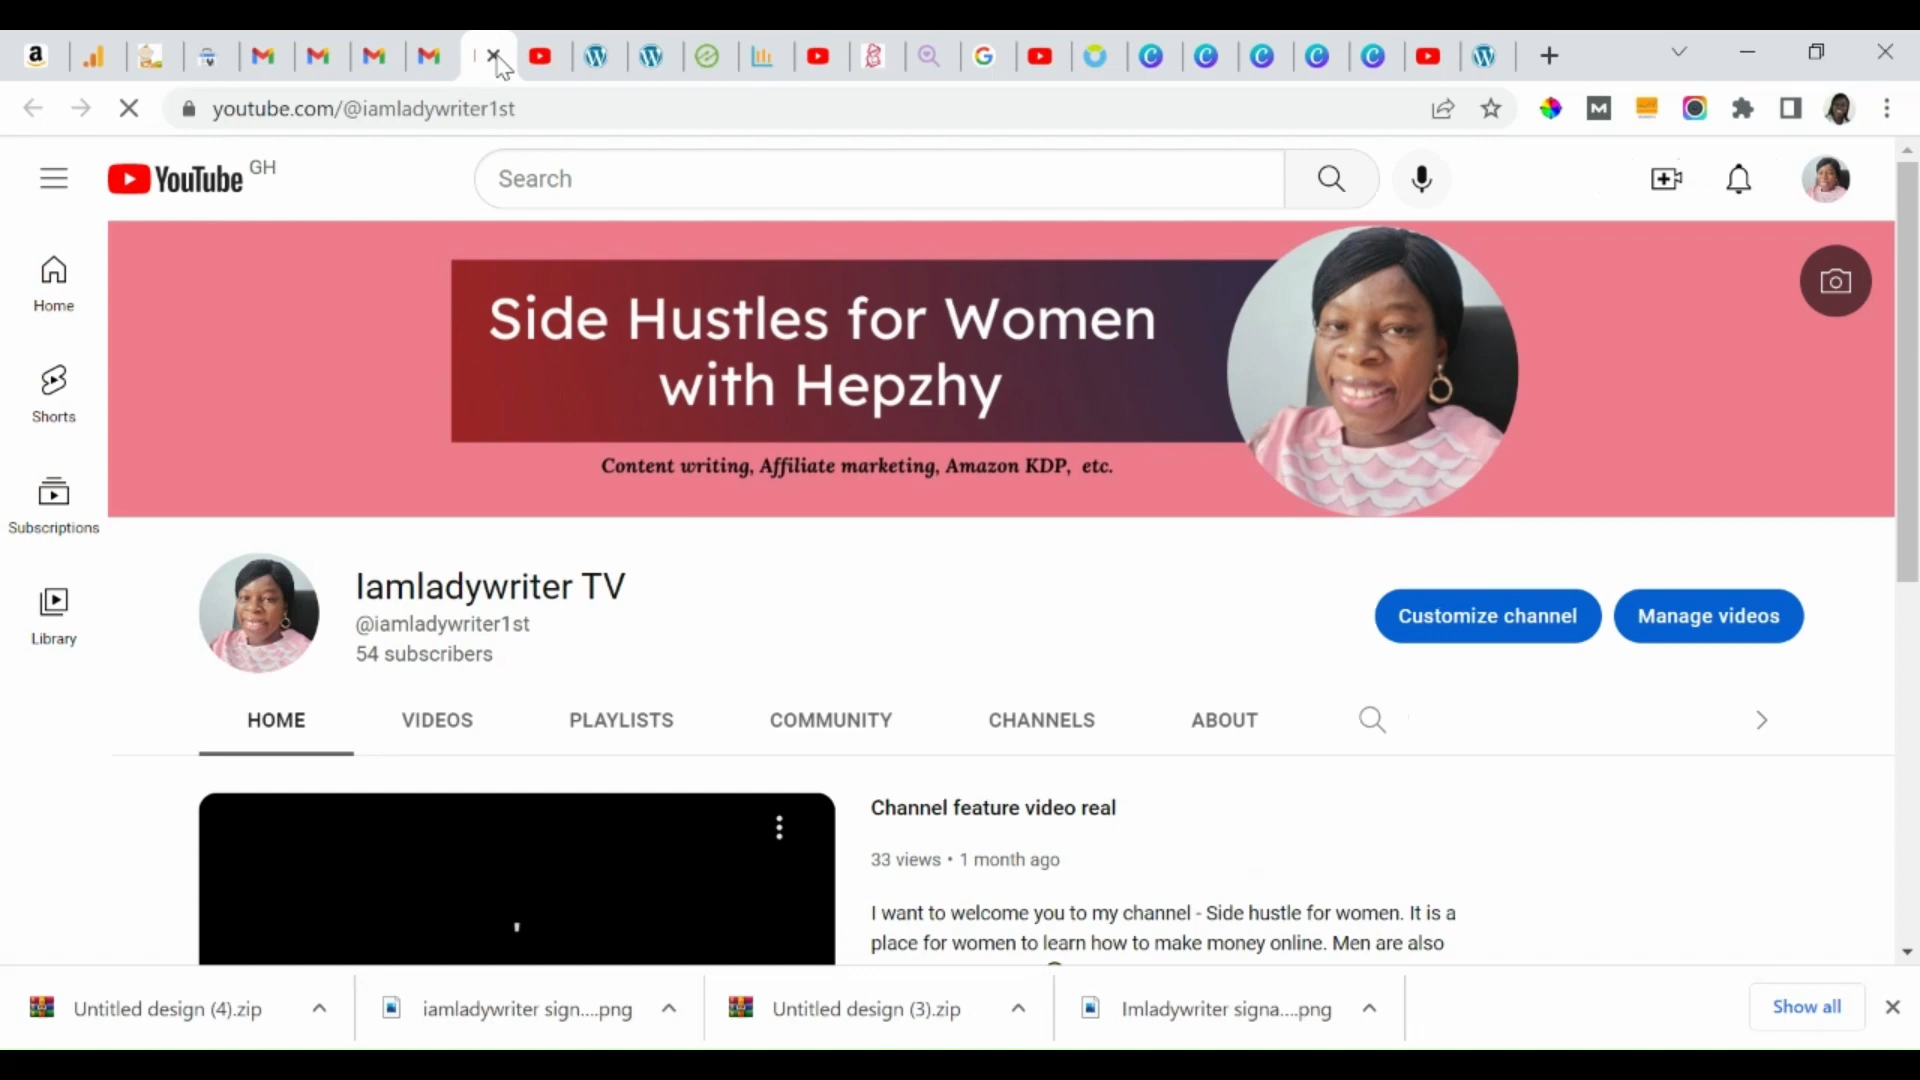 youtube.com/@iamladywriter1st
YouTube GH
Search
Home
Shorts
Subscriptions
Library
Side Hustles for Women
with Hepzhy
Content writing, Affiliate marketing, Amazon KDP, etc.
Iamladywriter TV
@iamladywriter1st
54 subscribers
Customize channel
Manage videos
HOME
VIDEOS
PLAYLISTS
COMMUNITY
CHANNELS
ABOUT
Channel feature video real
33 views • 1 month ago
I want to welcome you to my channel - Side hustle for women. It is a
place for women to learn how to make money online. Men are also
Untitled design (4).zip
iamladywriter sign....png
Untitled design (3).zip
Imladywriter signa....png
Show all